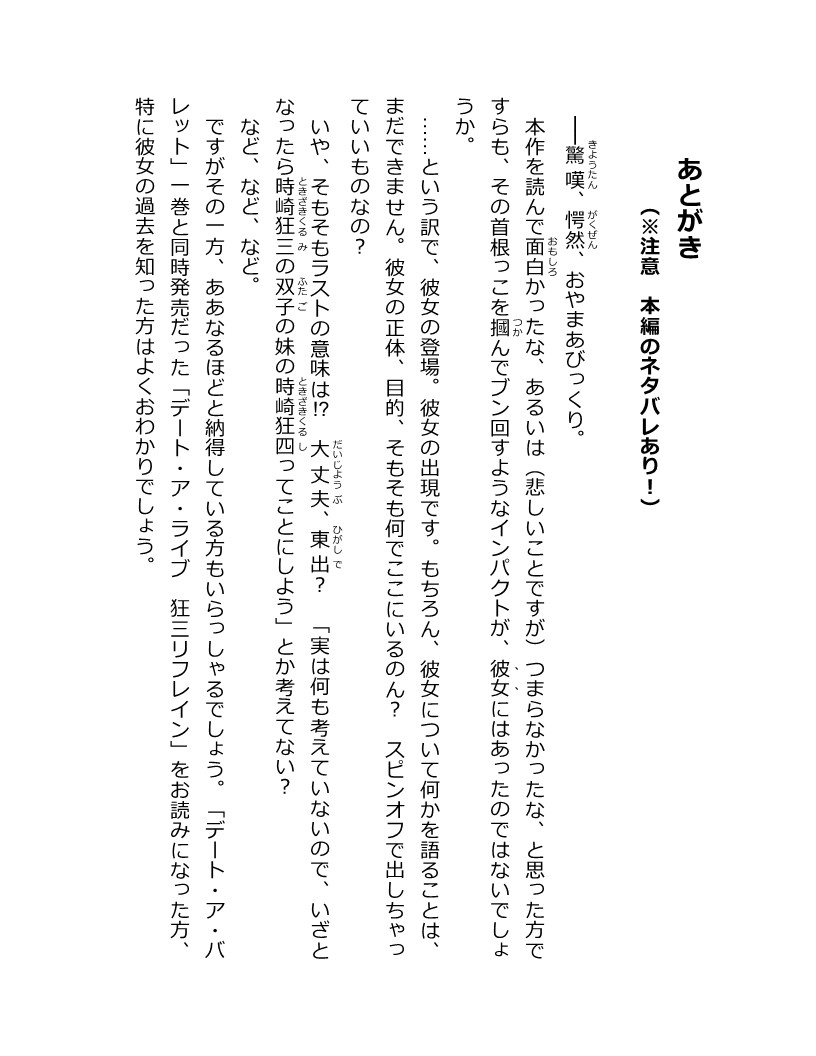 あとがき
（※注意　本編のネタバレあり！）
――驚嘆、愕然、おやまあびっくり。
本作を読んで面白かったな、あるいは（悲しいことですが）つまらなかったな、と思った方で
すらも、その首根っこを摑んでブン回すようなインパクトが、彼女にはあったのではないでしょ
うか。
……という訳で、彼女の登場。彼女の出現です。もちろん、彼女について何かを語ることは、
まだできません。彼女の正体、目的、そもそも何でここにいるのん？　スピンオフで出しちゃっ
ていいものなの？
いや、そもそもラストの意味は!?　大丈夫、東出？　「実は何も考えていないので、いざと
なったら時崎狂三の双子の妹の時崎狂四ってことにしよう」とか考えてない？
など、など、など。
ですがその一方、ああなるほどと納得している方もいらっしゃるでしょう。「デート・ア・バ
レット」一巻と同時発売だった「デート・ア・ライブ　狂三リフレイン」をお読みになった方、
特に彼女の過去を知った方はよくおわかりでしょう。